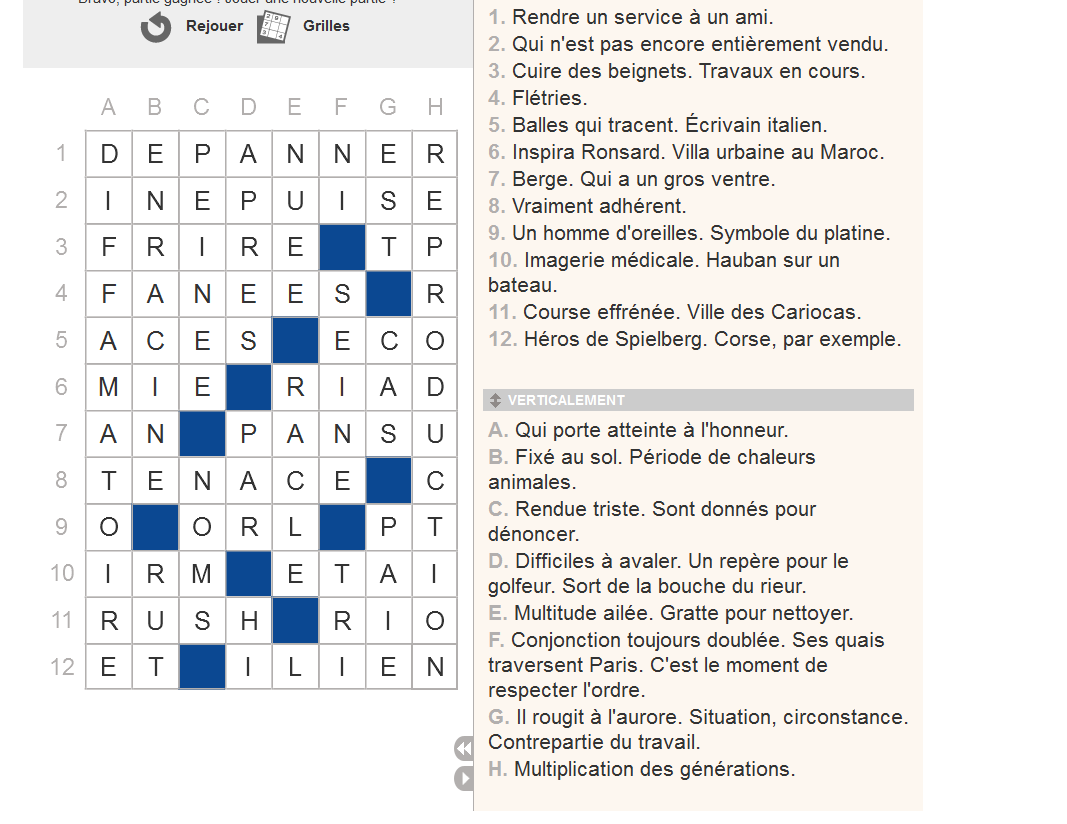 Bravo, partie gagnée ! Jouer une nouvelle partie ?
Rejouer Grilles
A B C D E F G H
1 D E P A N N E R
2 I N E P U I S E
3 F R I R E T P
4 F A N E E S R
5 A C E S E C O
6 M I E R I A D
7 A N P A N S U
8 T E N A C E C
9 O O R L P T
10 I R M E T A I
11 R U S H R I O
12 E T I L I E N
1. Rendre un service à un ami.
2. Qui n'est pas encore entièrement vendu.
3. Cuire des beignets. Travaux en cours.
4. Flétries.
5. Balles qui tracent. Écrivain italien.
6. Inspira Ronsard. Villa urbaine au Maroc.
7. Berge. Qui a un gros ventre.
8. Vraiment adhérent.
9. Un homme d'oreilles. Symbole du platine.
10. Imagerie médicale. Hauban sur un
bateau.
11. Course effrénée. Ville des Cariocas.
12. Héros de Spielberg. Corse, par exemple.
VERTICALEMENT
A. Qui porte atteinte à l'honneur.
B. Fixé au sol. Période de chaleurs
animales.
C. Rendue triste. Sont donnés pour
dénoncer.
D. Difficiles à avaler. Un repère pour le
golfeur. Sort de la bouche du rieur.
E. Multitude ailée. Gratte pour nettoyer.
F. Conjonction toujours doublée. Ses quais
traversent Paris. C'est le moment de
respecter l'ordre.
G. Il rougit à l'aurore. Situation, circonstance.
Contrepartie du travail.
H. Multiplication des générations.